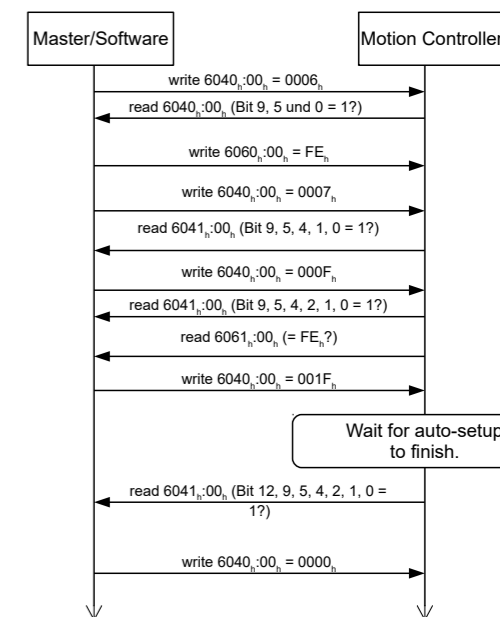 Master/Software
Motion Controller
write 6040h:00h = 0006h
read 6040h:00h (Bit 9, 5 und 0 = 1?)
write 6060h:00h = FEh
write 6040h:00h = 0007h
read 6041h:00h (Bit 9, 5, 4, 1, 0 = 1?)
write 6040h:00h = 000Fh
read 6041h:00h (Bit 9, 5, 4, 2, 1, 0 = 1?)
read 6061h:00h (= FEh?)
write 6040h:00h = 001Fh
Wait for auto-setup
to finish.
read 6041h:00h (Bit 12, 9, 5, 4, 2, 1, 0 =
1?)
write 6040h:00h = 0000h